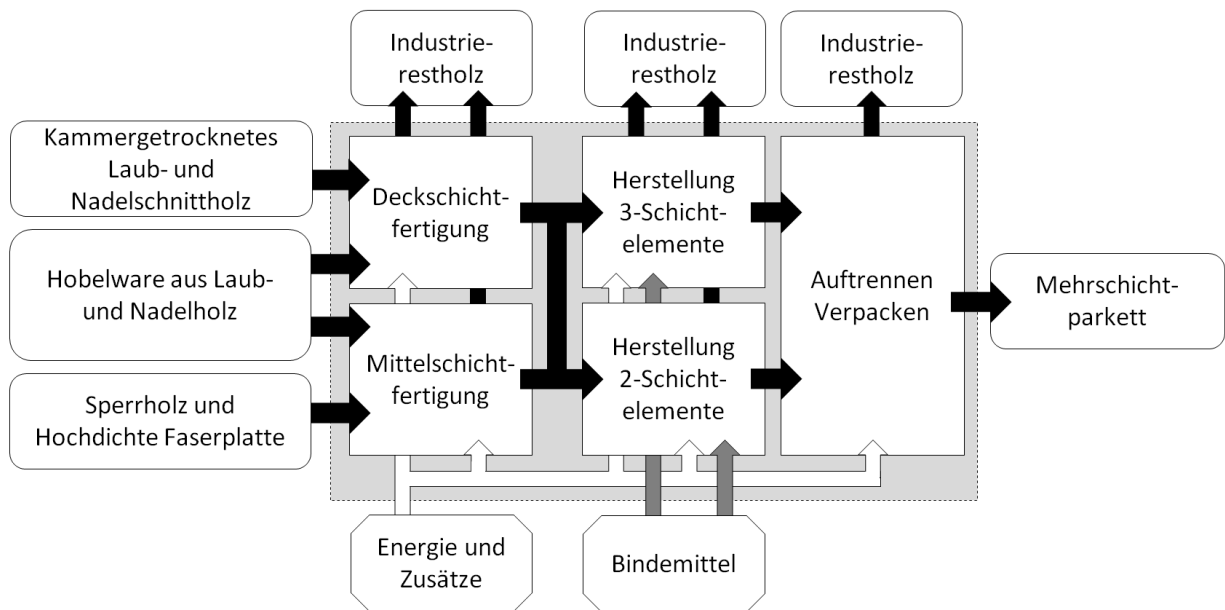 Industrie-
restholz
Industrie-
restholz
Industrie-
restholz
Kammergetrocknetes
Laub- und
Nadelschnittholz
Hobelware aus Laub-
und Nadelholz
Sperrholz und
Hochdichte Faserplatte
Deckschicht-
fertigung
Mittelschicht-
fertigung
Herstellung
3-Schicht-
elemente
Herstellung
2-Schicht-
elemente
Auftrennen
Verpacken
Mehrschicht-
parkett
Energie und
Zusätze
Bindemittel